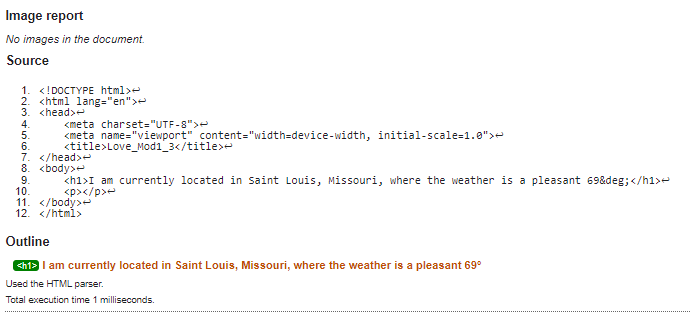 Image report
No images in the document.
Source
1. <!DOCTYPE html>↩
2. <html lang="en">↩
3. <head>↩
4.     <meta charset="UTF-8">↩
5.     <meta name="viewport" content="width=device-width, initial-scale=1.0">↩
6.     <title>Love_Mod1_3</title>↩
7. </head>↩
8. <body>↩
9.     <h1>I am currently located in Saint Louis, Missouri, where the weather is a pleasant 69&deg;</h1>↩
10.     <p></p>↩
11. </body>↩
12. </html>
Outline
<h1> I am currently located in Saint Louis, Missouri, where the weather is a pleasant 69°
Used the HTML parser.
Total execution time 1 milliseconds.